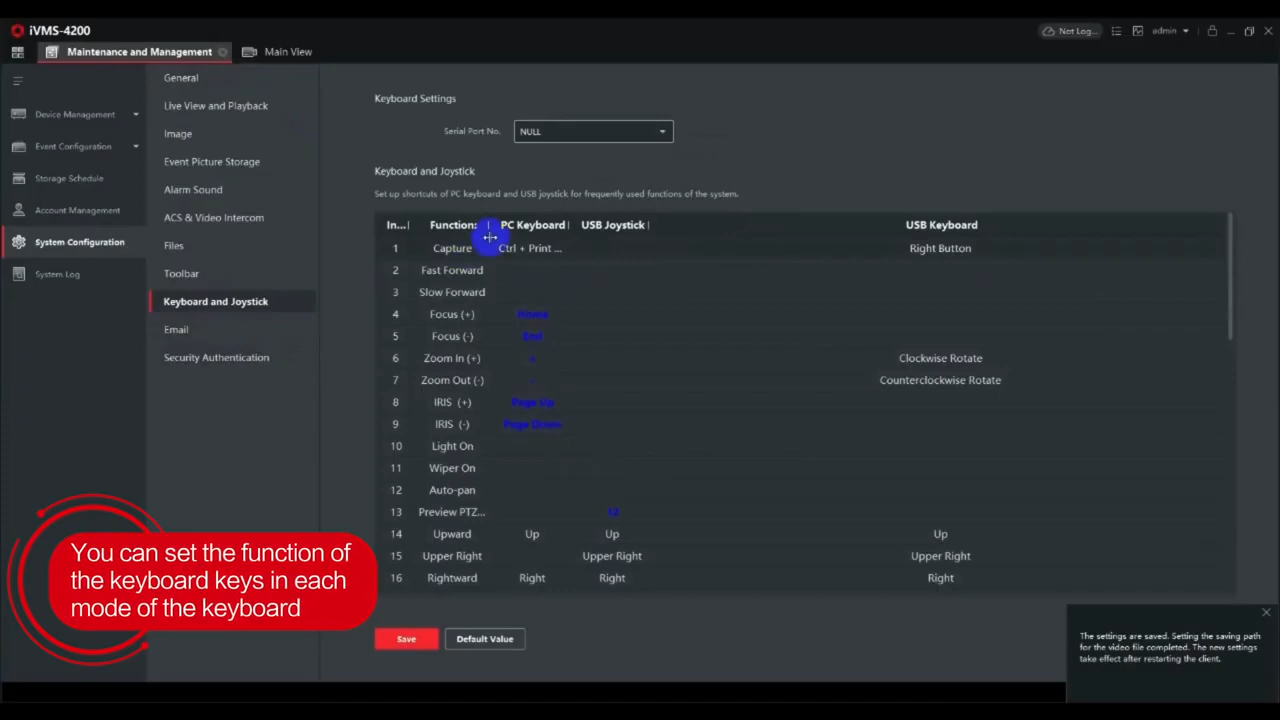 iVMS-4200
Not Log...
admin
Maintenance and Management
Main View
Device Management
Event Configuration
Storage Schedule
Account Management
System Configuration
System Log
General
Live View and Playback
Image
Event Picture Storage
Alarm Sound
ACS & Video Intercom
Files
Toolbar
Keyboard and Joystick
Email
Security Authentication
Keyboard Settings
Serial Port No. NULL
Keyboard and Joystick
Set up shortcuts of PC keyboard and USB joystick for frequently used functions of the system.
In...| Function: | PC Keyboard| USB Joystick | USB Keyboard
1 Capture Ctrl + Print ... Right Button
2 Fast Forward
3 Slow Forward
4 Focus (+) Home
5 Focus (-) End
6 Zoom In (+) + Clockwise Rotate
7 Zoom Out (-) - Counterclockwise Rotate
8 IRIS (+) Page Up
9 IRIS (-) Page Down
10 Light On
11 Wiper On
12 Auto-pan
13 Preview PTZ... 12
14 Upward Up Up Up
15 Upper Right Upper Right Upper Right
16 Rightward Right Right Right
Save Default Value
You can set the function of
the keyboard keys in each
mode of the keyboard
The settings are saved. Setting the saving path
for the video file completed. The new settings
take effect after restarting the client.